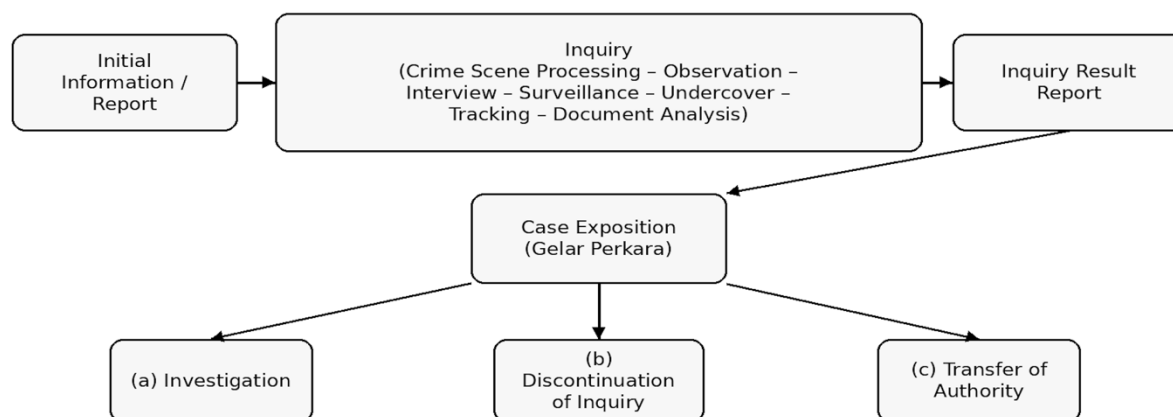 Initial
Information /
Report
Inquiry
(Crime Scene Processing – Observation –
Interview – Surveillance – Undercover –
Tracking – Document Analysis)
Inquiry Result
Report
Case Exposition
(Gelar Perkara)
(a) Investigation
(b)
Discontinuation
of Inquiry
(c) Transfer of
Authority